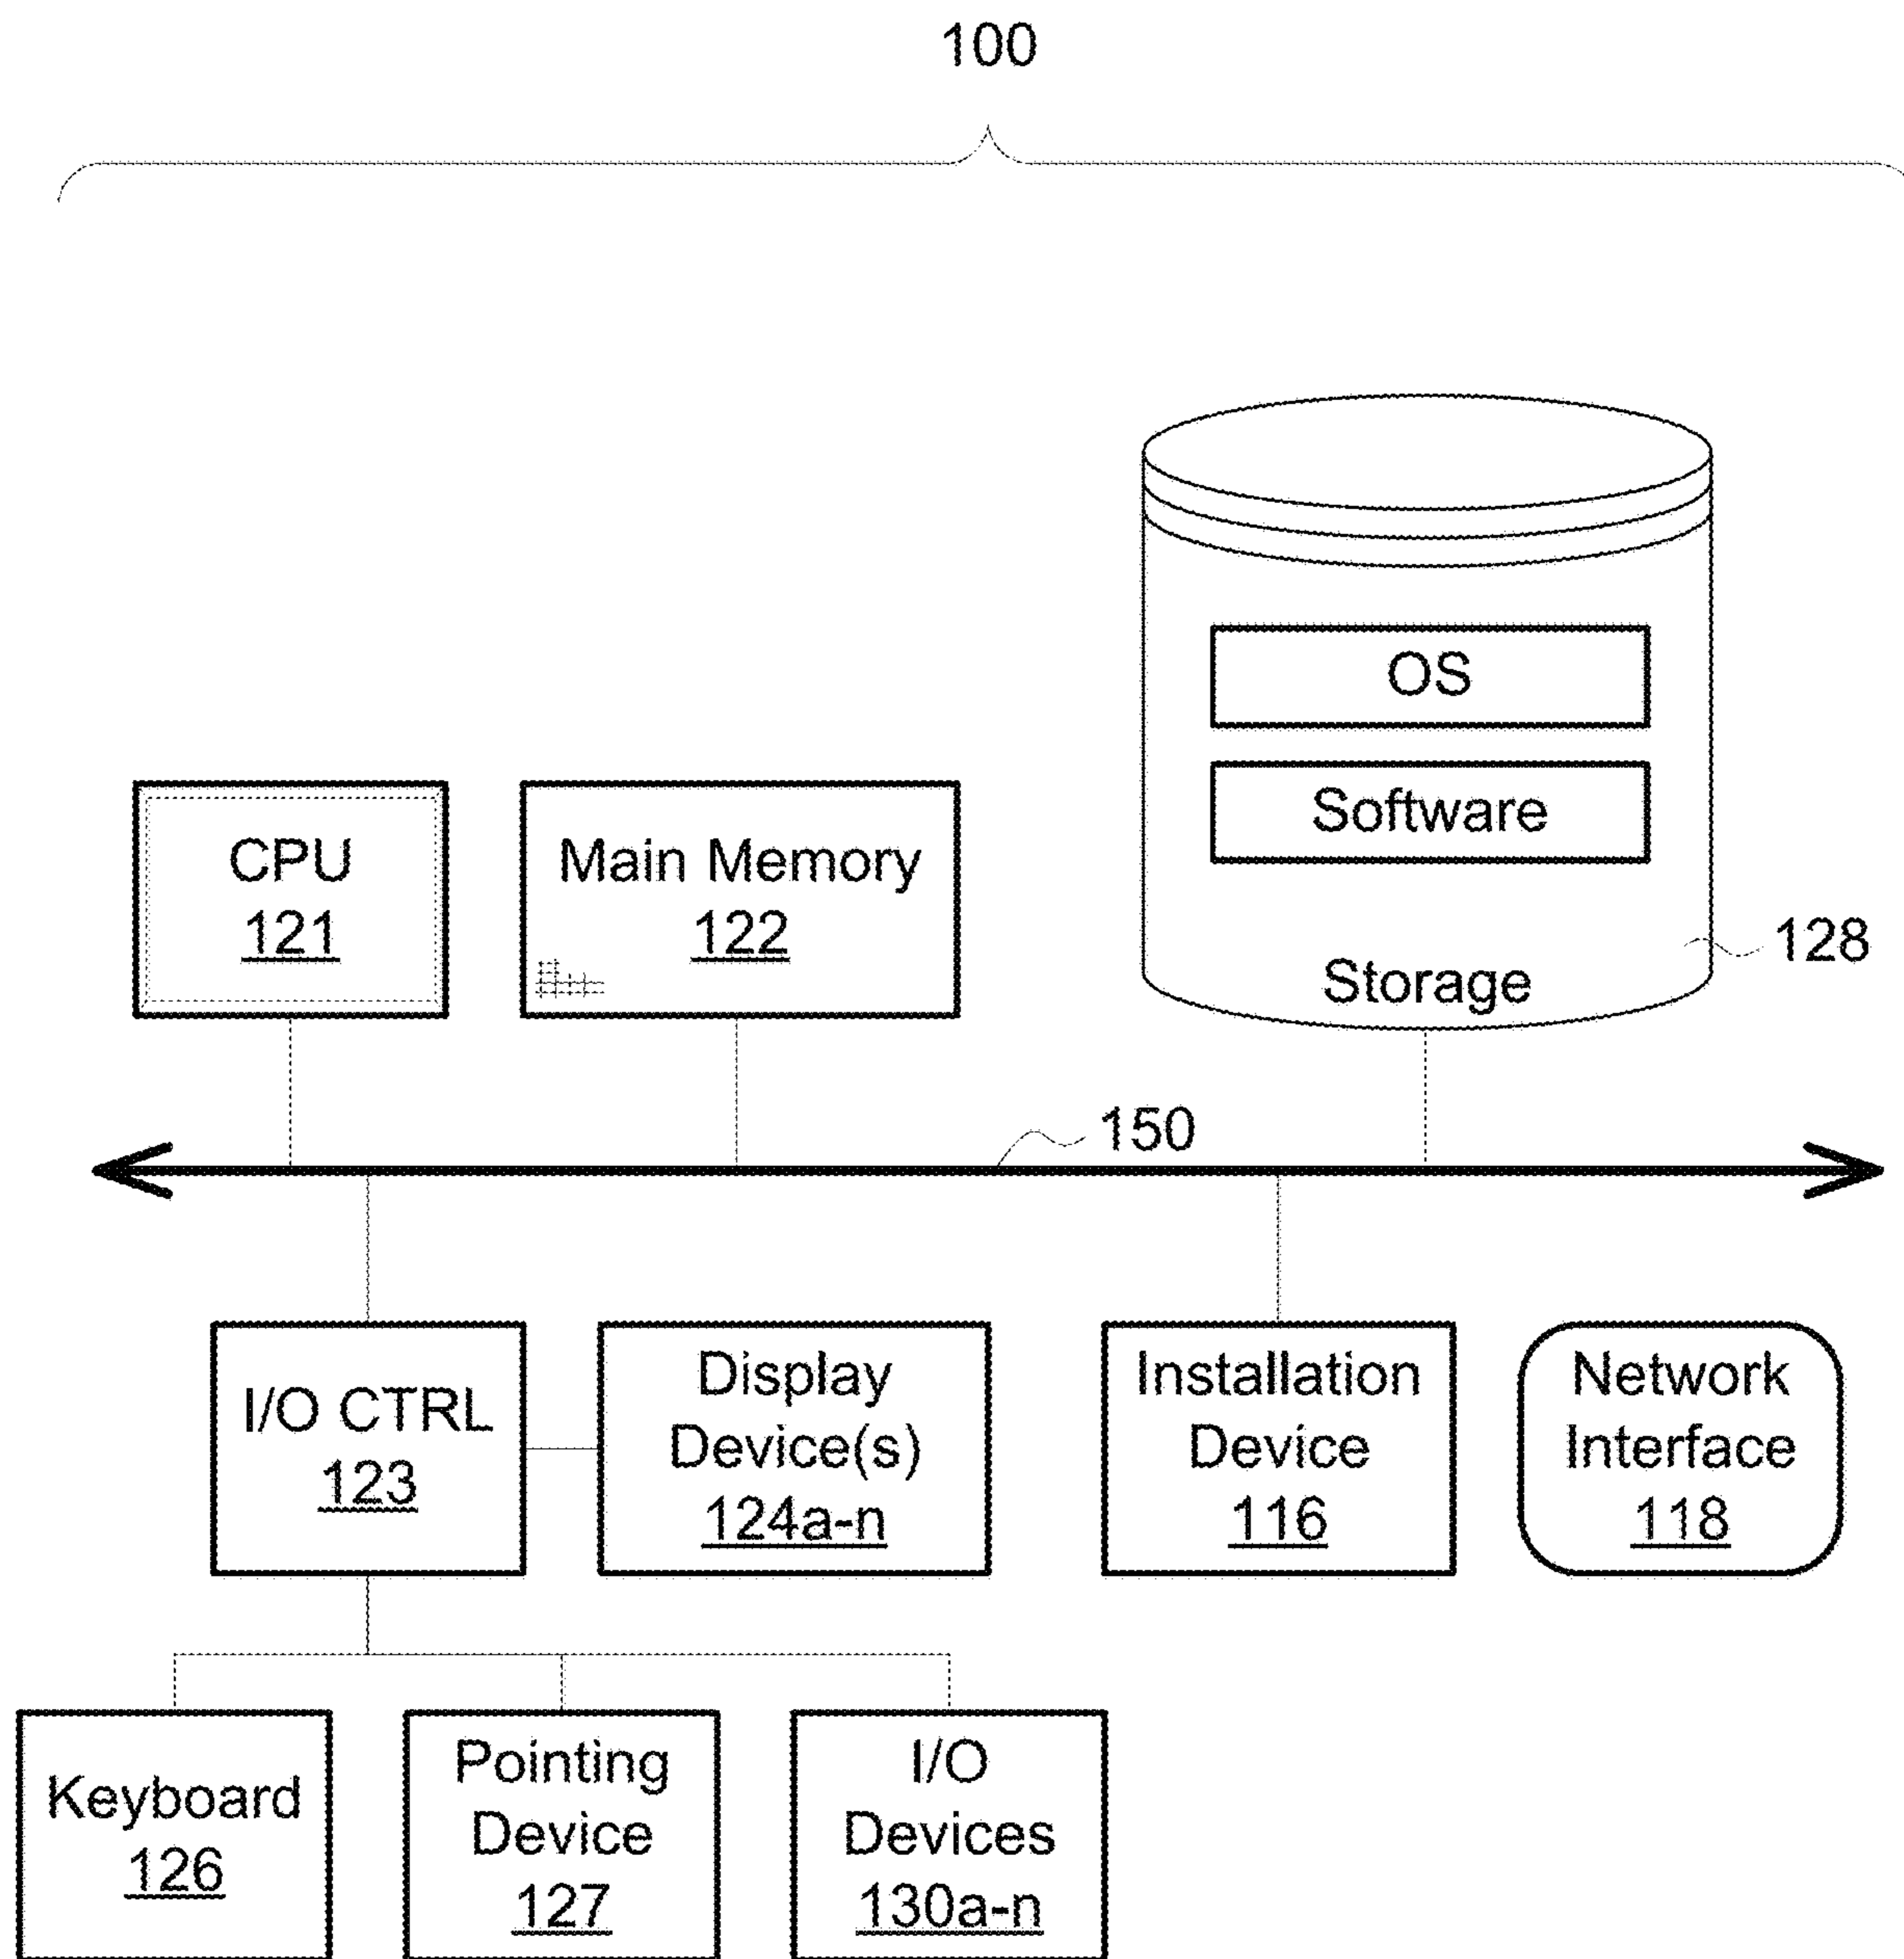 100
OS
Software
CPU
121
Main Memory
122
128
Storage
150
I/O CTRL
123
Display
Device(s)
124a-n
Installation
Device
116
Network
Interface
118
Keyboard
126
Pointing
Device
127
I/O
Devices
130a-n